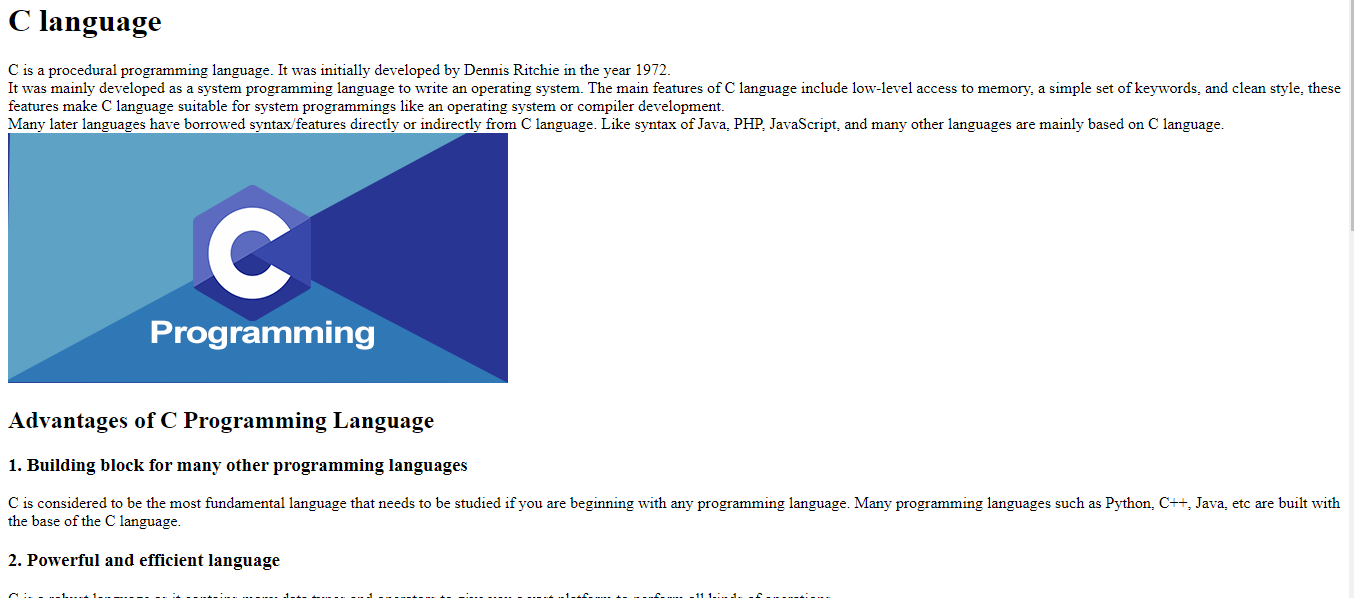 C language
C is a procedural programming language. It was initially developed by Dennis Ritchie in the year 1972.
It was mainly developed as a system programming language to write an operating system. The main features of C language include low-level access to memory, a simple set of keywords, and clean style, these
features make C language suitable for system programmings like an operating system or compiler development.
Many later languages have borrowed syntax/features directly or indirectly from C language. Like syntax of Java, PHP, JavaScript, and many other languages are mainly based on C language.
C
Programming
Advantages of C Programming Language
1. Building block for many other programming languages
C is considered to be the most fundamental language that needs to be studied if you are beginning with any programming language. Many programming languages such as Python, C++, Java, etc are built with
the base of the C language.
2. Powerful and efficient language